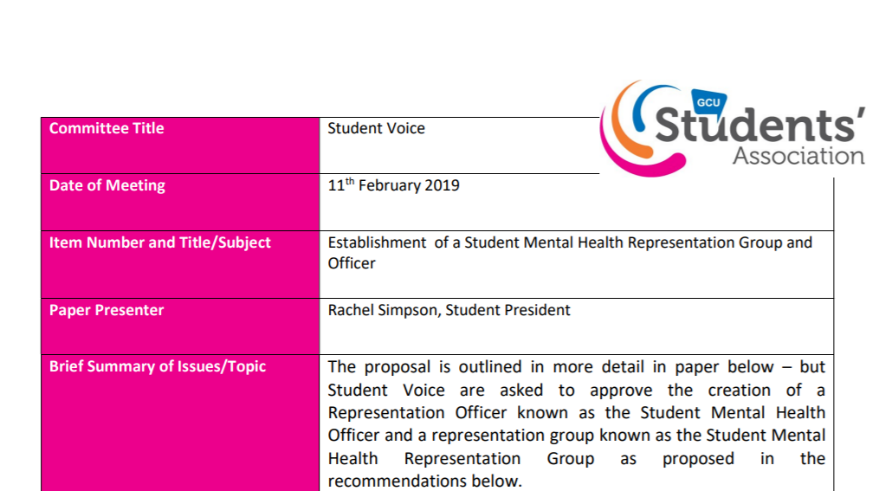 GCU
Students'
Association
Committee Title
Student Voice
Date of Meeting
11th February 2019
Item Number and Title/Subject
Establishment of a Student Mental Health Representation Group and
Officer
Paper Presenter
Rachel Simpson, Student President
Brief Summary of Issues/Topic
The proposal is outlined in more detail in paper below – but
Student Voice are asked to approve the creation of a
Representation Officer known as the Student Mental Health
Officer and a representation group known as the Student Mental
Health Representation Group as proposed in the
recommendations below.